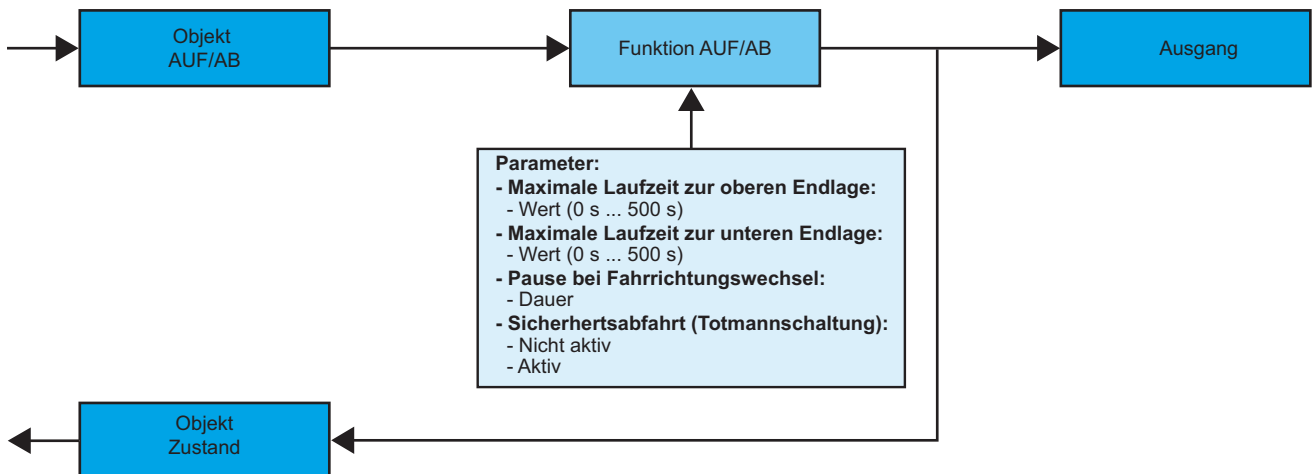 Objekt
AUF/AB
Funktion AUF/AB
Ausgang
Parameter:
- Maximale Laufzeit zur oberen Endlage:
- Wert (0 s ... 500 s)
- Maximale Laufzeit zur unteren Endlage:
- Wert (0 s ... 500 s)
- Pause bei Fahrrichtungswechsel:
- Dauer
- Sicherhertsabfahrt (Totmannschaltung):
- Nicht aktiv
- Aktiv
Objekt
Zustand